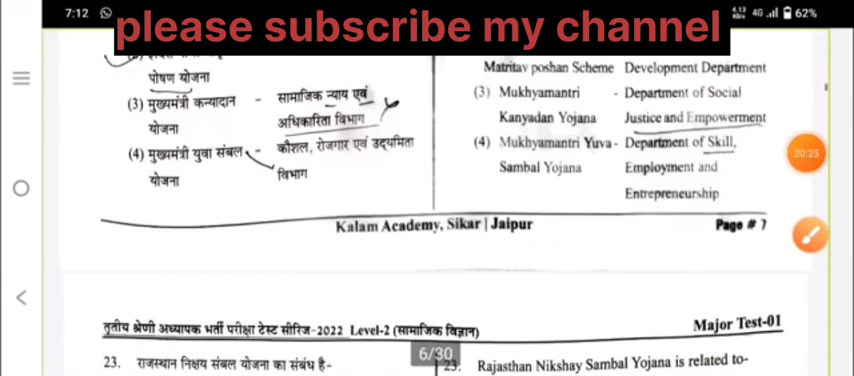 7:12
4G
62%
please subscribe my channel
पोषण योजना
(3) मुख्यमंत्री कन्यादान - सामाजिक न्याय एवं
योजना अधिकारिता विभाग
(4) मुख्यमंत्री युवा संबल - कौशल, रोजगार एवं उद्यमिता
योजना विभाग
Matritav poshan Scheme Development Department
(3) Mukhyamantri - Department of Social
Kanyadan Yojana Justice and Empowerment
(4) Mukhyamantri Yuva - Department of Skill,
Sambal Yojana Employment and
Entrepreneurship
20:25
Kalam Academy, Sikar | Jaipur Page # 7
तृतीय श्रेणी अध्यापक भर्ती परीक्षा टेस्ट सीरिज-2022 Level-2 (सामाजिक विज्ञान) Major Test-01
6/30
23. राजस्थान निक्षय संबल योजना का संबंध है-
23. Rajasthan Nikshay Sambal Yojana is related to-